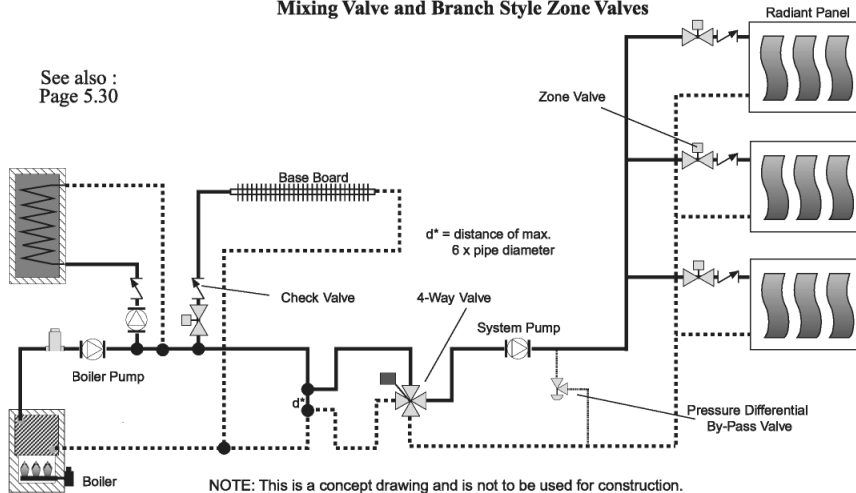 Mixing Valve and Branch Style Zone Valves
Radiant Panel
See also :
Page 5.30
Zone Valve
Base Board
d* = distance of max.
6 x pipe diameter
Check Valve
4-Way Valve
System Pump
Boiler Pump
d*
Pressure Differential
By-Pass Valve
Boiler
NOTE: This is a concept drawing and is not to be used for construction.